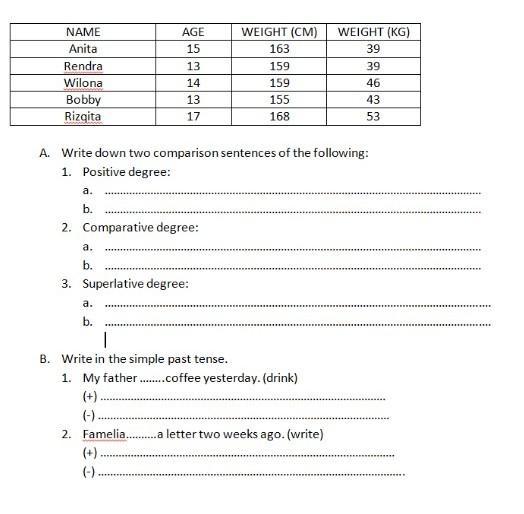 NAME AGE WEIGHT (CM) WEIGHT (KG)
Anita 15 163 39
Rendra 13 159 39
Wilona 14 159 46
Bobby 13 155 43
Rizqita 17 168 53
A. Write down two comparison sentences of the following:
1. Positive degree:
a. ....................................................................................................
b. ....................................................................................................
2. Comparative degree:
a. ....................................................................................................
b. ....................................................................................................
3. Superlative degree:
a. ....................................................................................................
b. ....................................................................................................
B. Write in the simple past tense.
1. My father ........coffee yesterday. (drink)
(+) ............................................................................
(-) ............................................................................
2. Famelia..........a letter two weeks ago. (write)
(+) ............................................................................
(-) ............................................................................